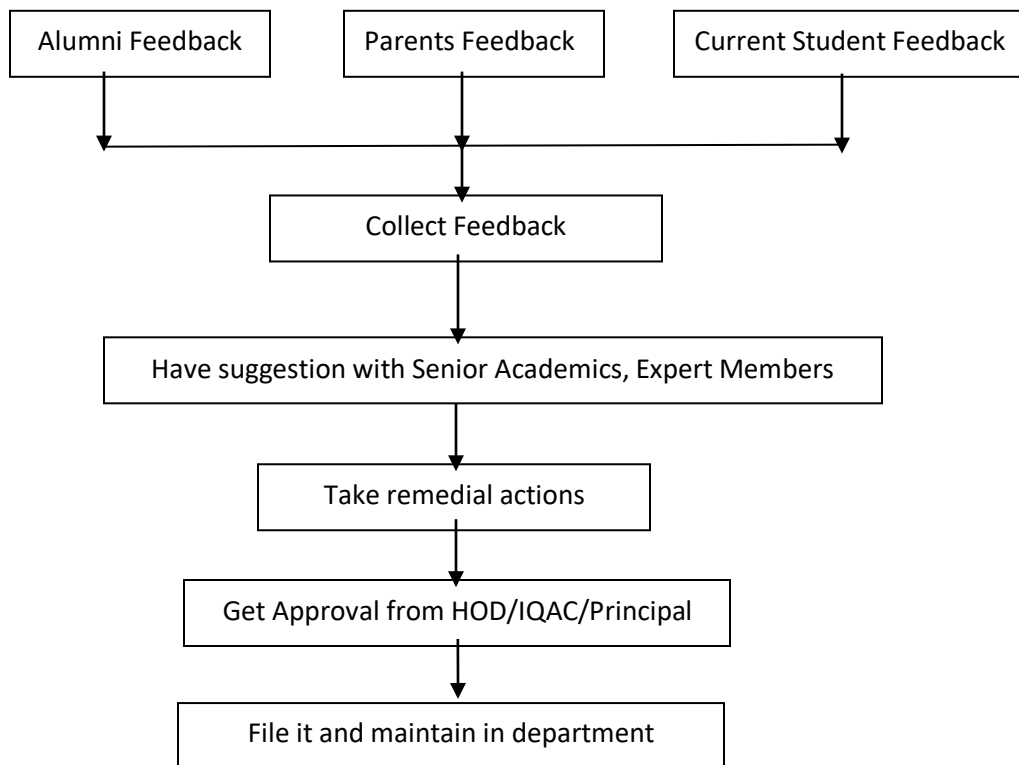 Alumni Feedback
Parents Feedback
Current Student Feedback
Collect Feedback
Have suggestion with Senior Academics, Expert Members
Take remedial actions
Get Approval from HOD/IQAC/Principal
File it and maintain in department